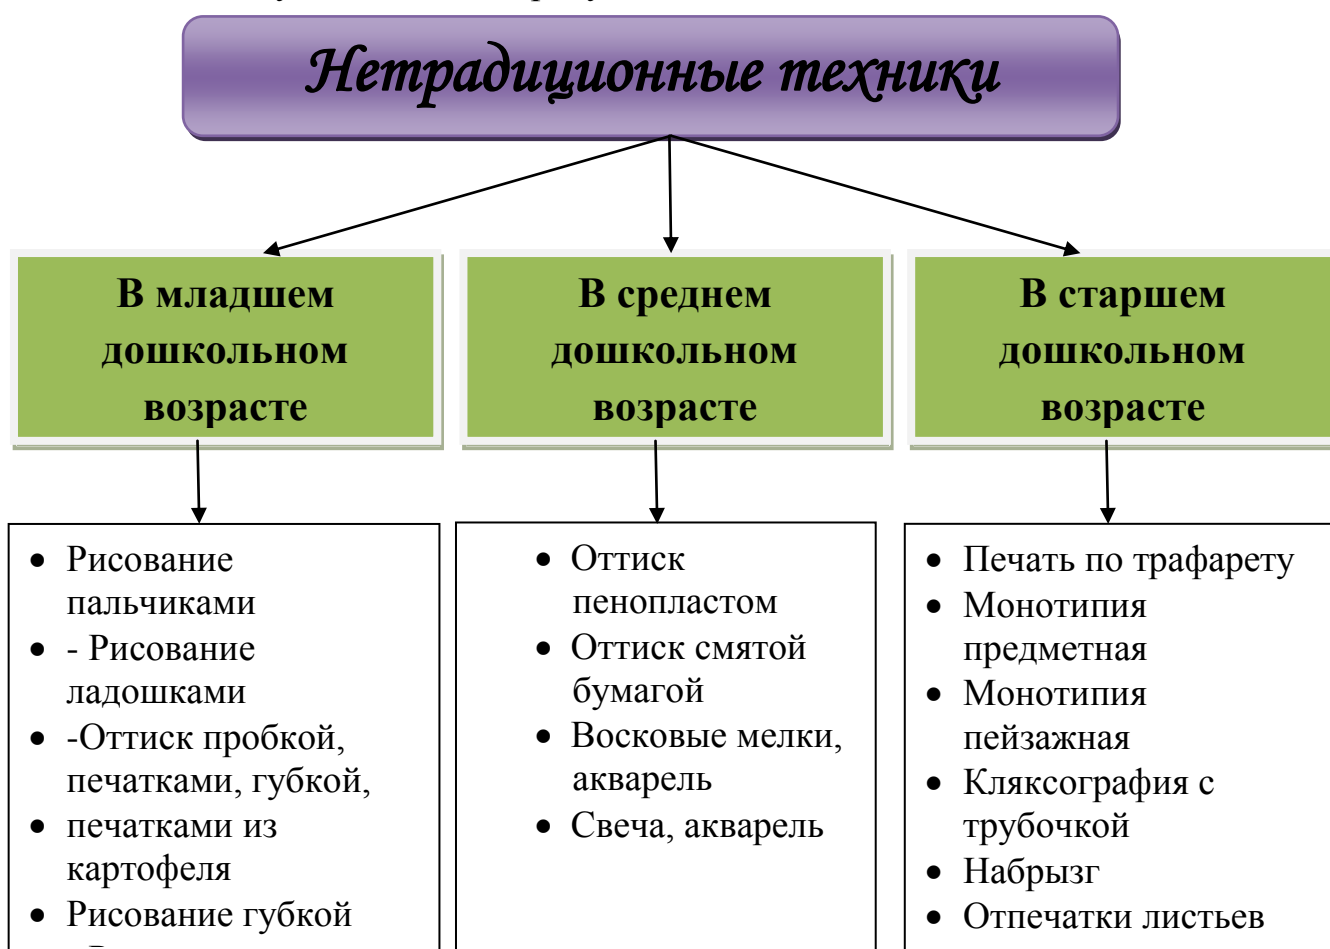 Нетрадиционные техники
В младшем
дошкольном
возрасте
В среднем
дошкольном
возрасте
В старшем
дошкольном
возрасте
• Рисование
пальчиками
• - Рисование
ладошками
• -Оттиск пробкой,
печатками, губкой,
• печатками из
картофеля
• Рисование губкой
• Оттиск
пенопластом
• Оттиск смятой
бумагой
• Восковые мелки,
акварель
• Свеча, акварель
• Печать по трафарету
• Монотипия
предметная
• Монотипия
пейзажная
• Кляксография с
трубочкой
• Набрызг
• Отпечатки листьев